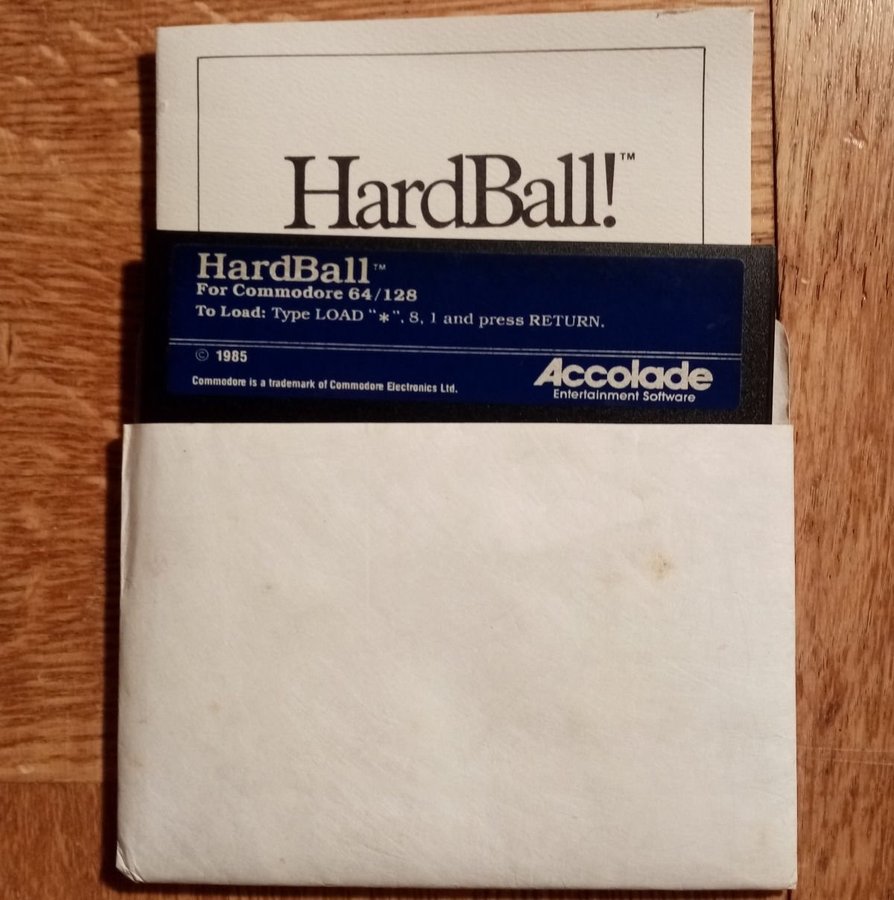 HardBall!™
HardBall™
For Commodore 64/128
To Load: Type LOAD "*", 8, 1 and press RETURN.
© 1985
Commodore is a trademark of Commodore Electronics Ltd.
Accolade
Entertainment Software